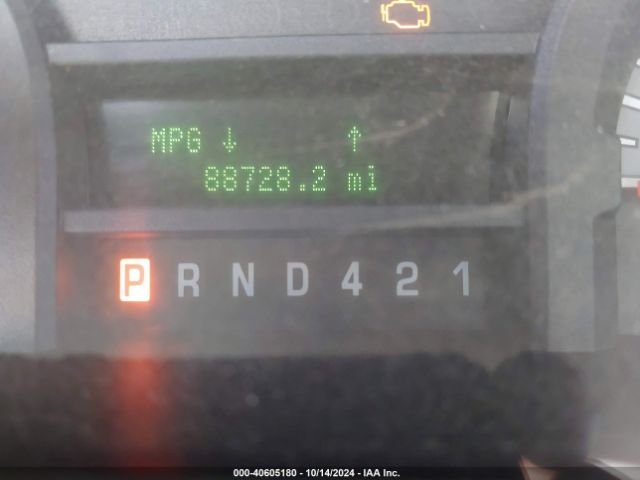 MPG ↓ ↑
88728.2 mi
P R N D 4 2 1
000-40605180 - 10/14/2024 - IAA Inc.